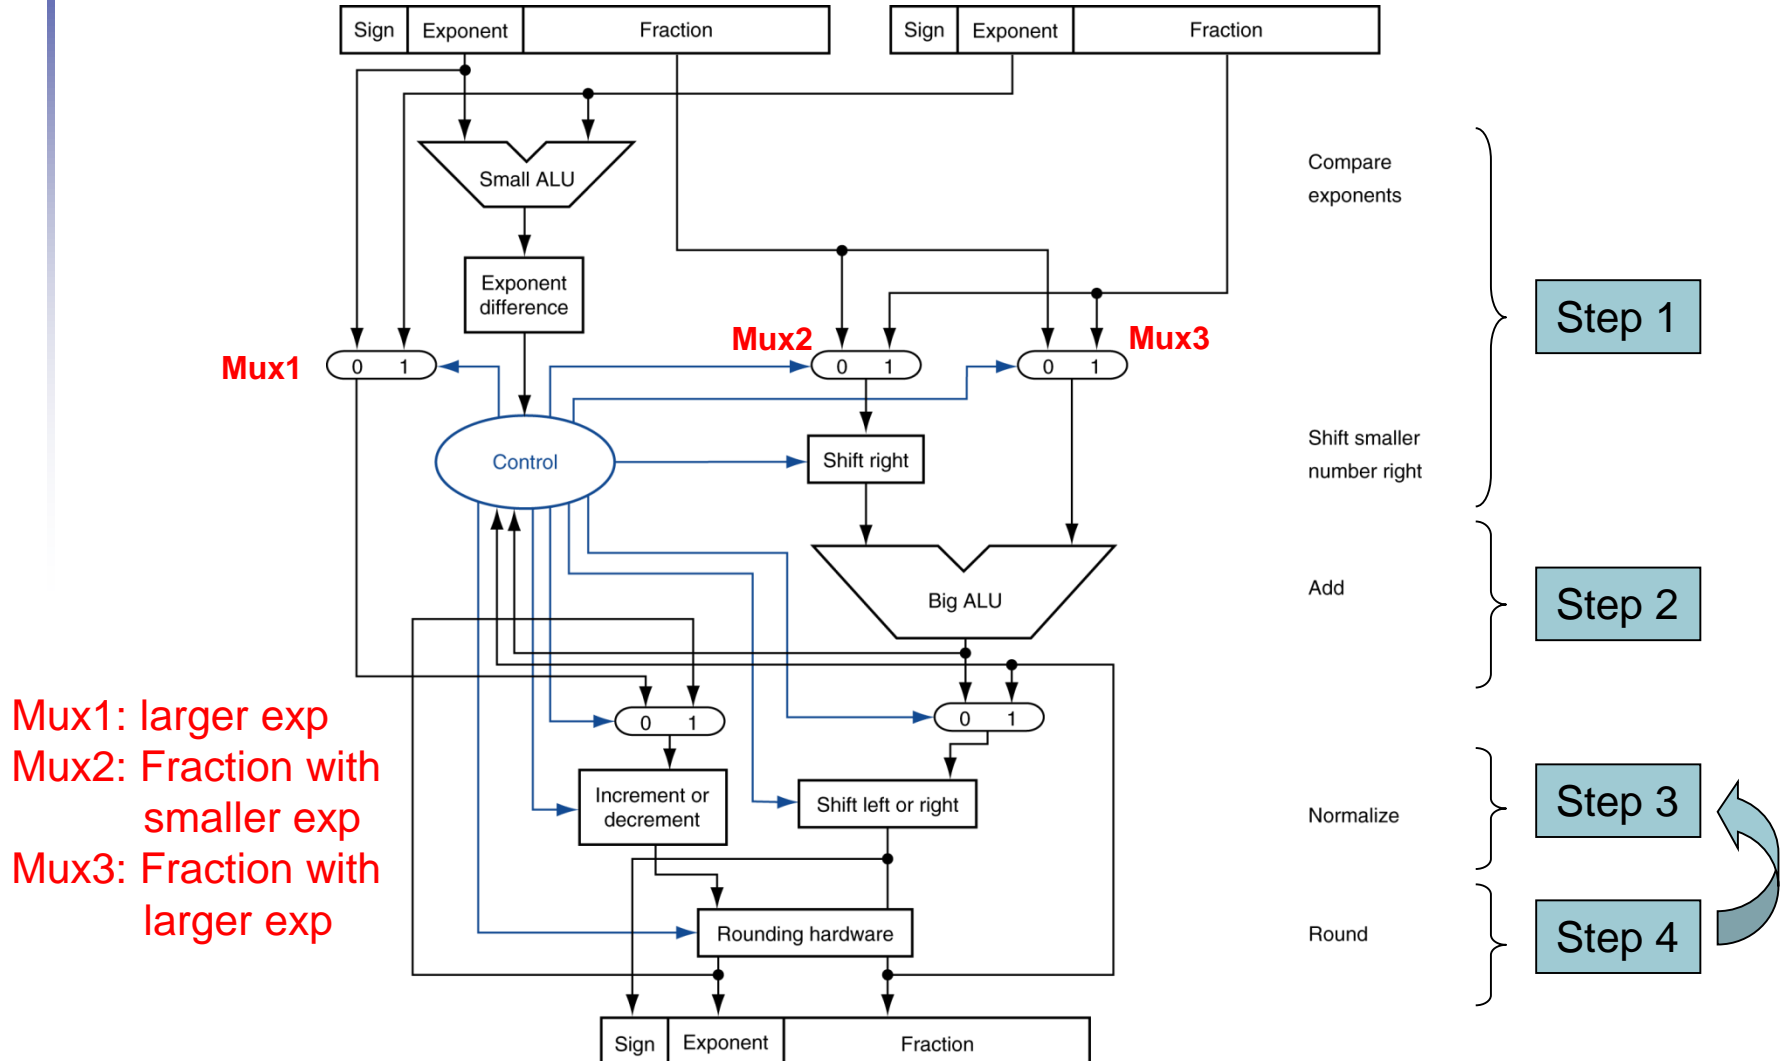 Sign Exponent Fraction Sign Exponent Fraction
Small ALU
Compare
exponents
Exponent
difference
Step 1
Mux1 0 1 Mux2 0 1 Mux3 0 1
Control
Shift right
Shift smaller
number right
Big ALU
Add
Step 2
Mux1: larger exp
Mux2: Fraction with
smaller exp
Mux3: Fraction with
larger exp
0 1 0 1
Increment or
decrement
Shift left or right
Normalize
Step 3
Rounding hardware
Round
Step 4
Sign Exponent Fraction